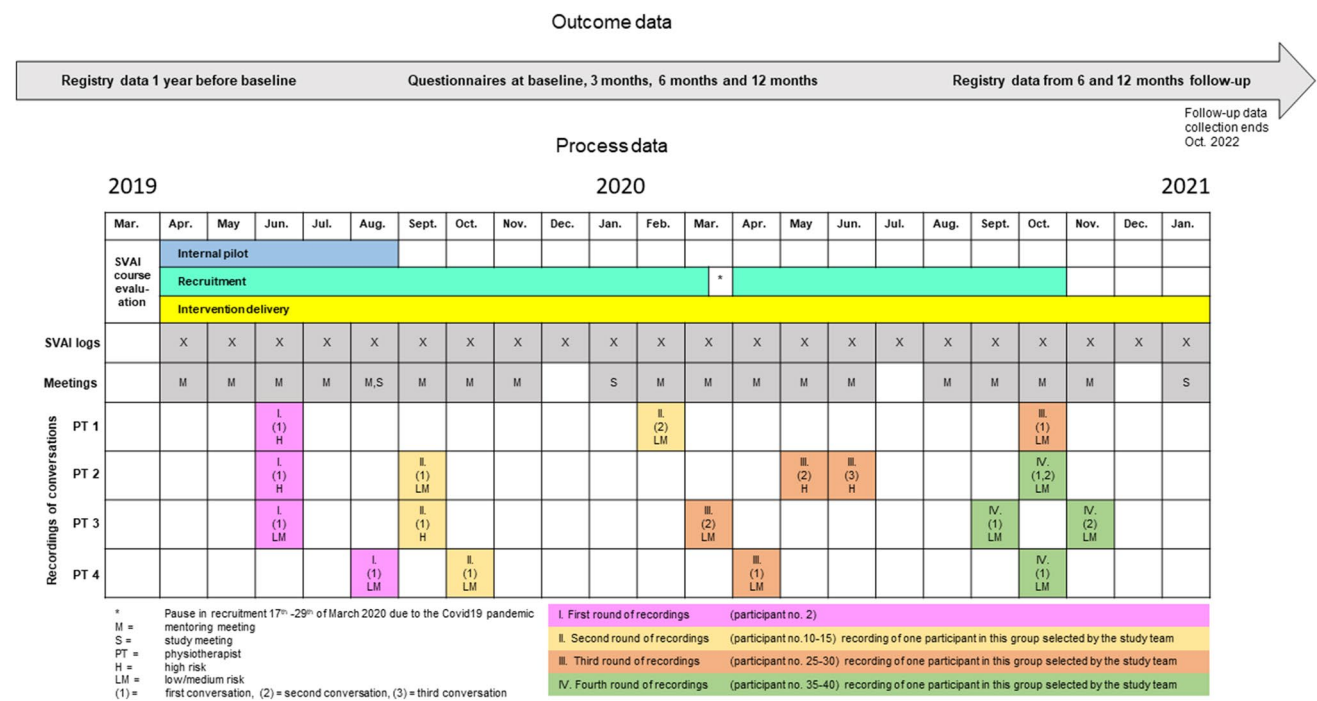 Outcome data
Registry data 1 year before baseline Questionnaires at baseline, 3 months, 6 months and 12 months Registry data from 6 and 12 months follow-up
Follow-up data
collection ends
Oct. 2022
Process data
2019 2020 2021
Mar. Apr. May Jun. Jul. Aug. Sept. Oct. Nov. Dec. Jan. Feb. Mar. Apr. May Jun. Jul. Aug. Sept. Oct. Nov. Dec. Jan.
SVAI
course
evalu-
ation
Internal pilot
Recruitment *
Intervention delivery
SVAI logs X X X X X X X X X X X X X X X X X X X X X X
Meetings M M M M M,S M M M S M M M M M M M M M S
Recordings of conversations
PT 1
I. II. III.
(1) (2) (1)
H LM LM
PT 2
I. II. III. III. IV.
(1) (1) (2) (3) (1,2)
H LM H H LM
PT 3
I. II. III. IV. IV.
(1) (1) (2) (1) (2)
LM H LM LM LM
PT 4
I. II. III. IV.
(1) (1) (1) (1)
LM LM LM LM
* Pause in recruitment 17th -29th of March 2020 due to the Covid19 pandemic
M = mentoring meeting
S = study meeting
PT = physiotherapist
H = high risk
LM = low/medium risk
(1) = first conversation, (2) = second conversation, (3) = third conversation
I. First round of recordings (participant no. 2)
II. Second round of recordings (participant no.10-15) recording of one participant in this group selected by the study team
III. Third round of recordings (participant no. 25-30) recording of one participant in this group selected by the study team
IV. Fourth round of recordings (participant no. 35-40) recording of one participant in this group selected by the study team